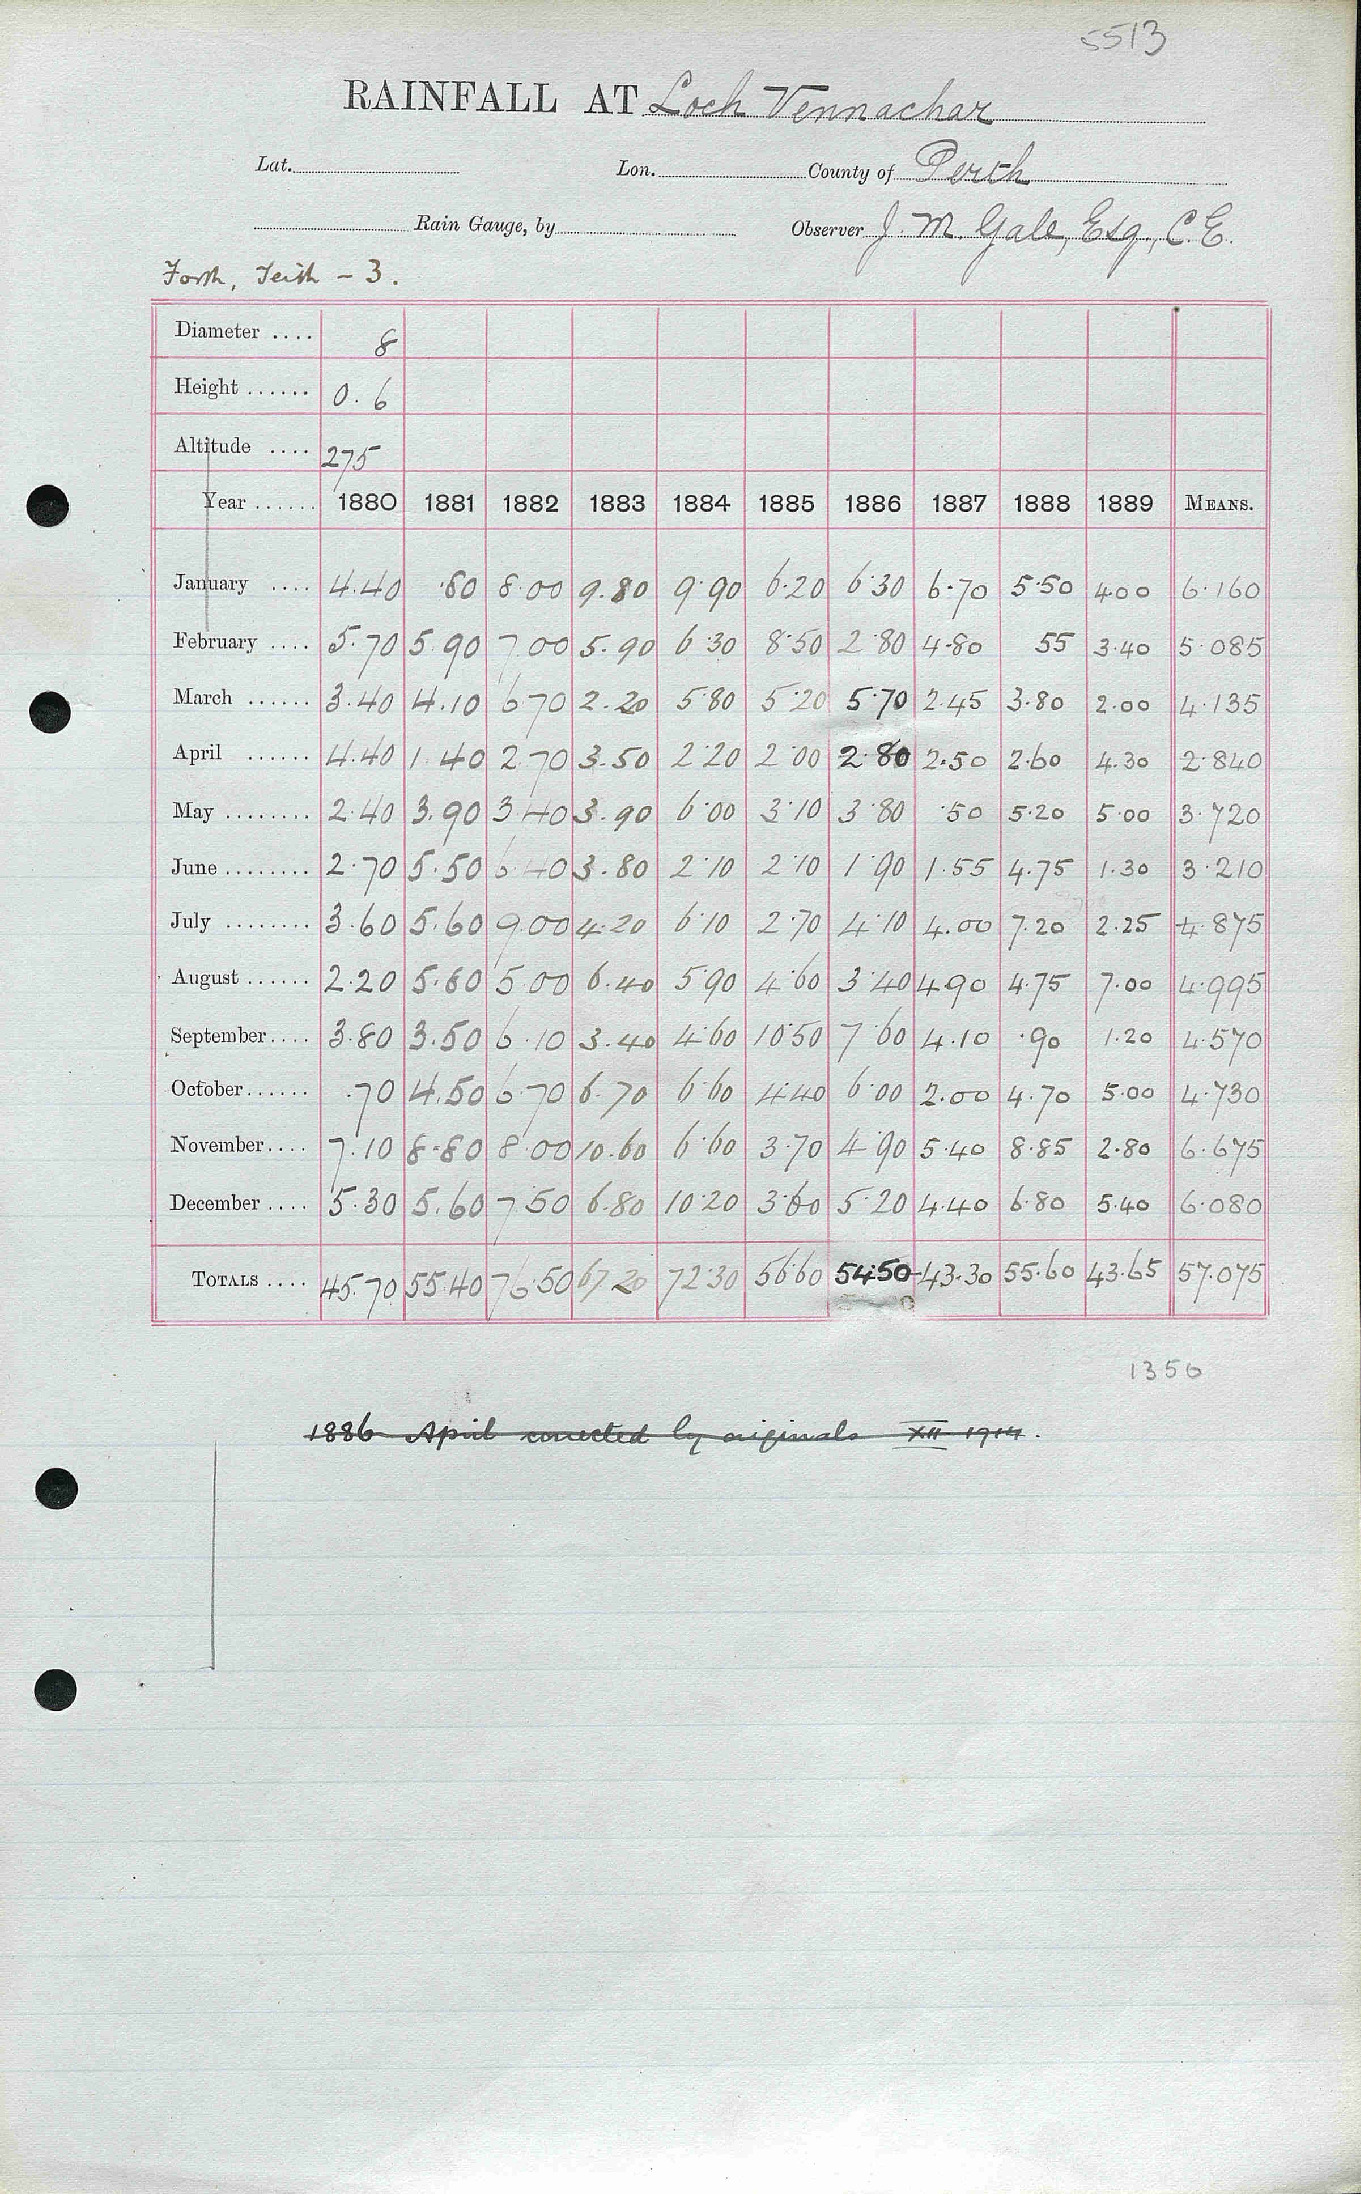 5513
RAINFALL AT Loch Vennachar
Lat. Lon. County of Perth
Rain Gauge, by Observer J. M. Gale, Esq., C.E.
Forth, Teith - 3.
Diameter .... 8
Height ...... 0.6
Altitude .... 275
Year ...... 1880 1881 1882 1883 1884 1885 1886 1887 1888 1889 MEANS.
January .... 4.40 .80 8.00 9.80 9.90 6.20 6.30 6.70 5.50 400 6.160
February .... 5.70 5.90 7.00 5.90 6.30 8.50 2.80 4.80 55 3.40 5.085
March ...... 3.40 4.10 6.70 2.20 5.80 5.20 5.70 2.45 3.80 2.00 4.135
April ...... 4.40 1.40 2.70 3.50 2.20 2.00 2.80 2.50 2.60 4.30 2.840
May ........ 2.40 3.90 3.40 3.90 6.00 3.10 3.80 .50 5.20 5.00 3.720
June ........ 2.70 5.50 6.40 3.80 2.10 2.10 1.90 1.55 4.75 1.30 3.210
July ........ 3.60 5.60 9.00 4.20 6.10 2.70 4.10 4.00 7.20 2.25 4.875
August ...... 2.20 5.80 5.00 6.40 5.90 4.60 3.40 4.90 4.75 7.00 4.995
September .... 3.80 3.50 6.10 3.40 4.60 10.50 7.60 4.10 .90 1.20 4.570
October ...... .70 4.50 6.70 6.70 6.60 4.40 6.00 2.00 4.70 5.00 4.730
November .... 7.10 8.80 8.00 10.60 6.60 3.70 4.90 5.40 8.85 2.80 6.675
December .... 5.30 5.60 7.50 6.80 10.20 3.60 5.20 4.40 6.80 5.40 6.080
TOTALS .... 45.70 55.40 76.50 67.20 72.30 56.60 54.50 43.30 55.60 43.65 57.075
1356
1886 April corrected by originals XII 1914.